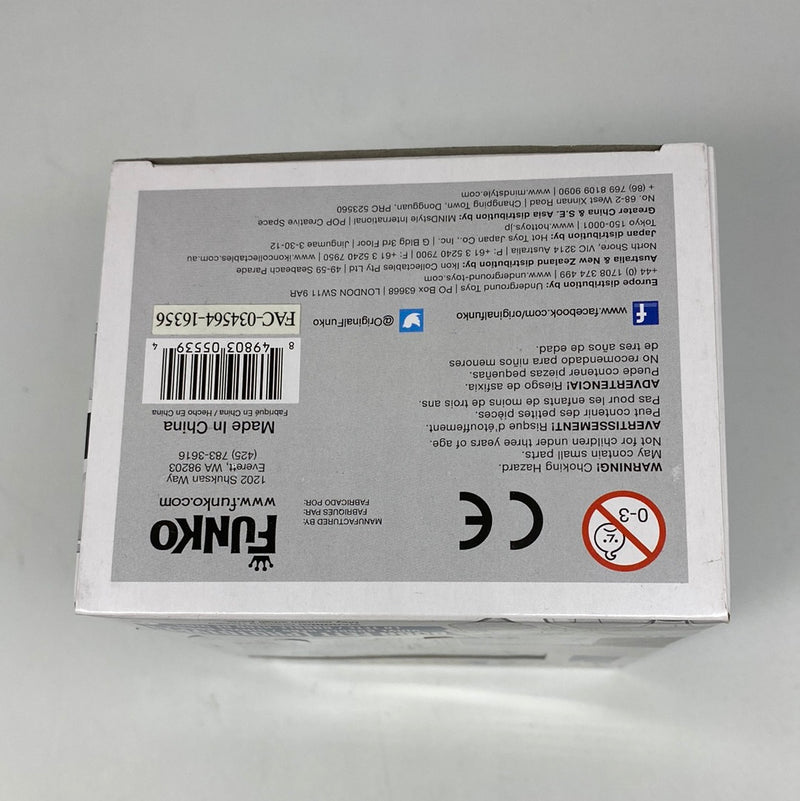 0-3
CE
MANUFACTURED BY:
FABRIQUÉS PAR:
FABRICADO POR:
FUNKO
www.funko.com
1202 Shuksan Way
Everett, WA 98203
(425) 783-3616
WARNING! Choking Hazard.
May contain small parts.
Not for children under three years of age.
AVERTISSEMENT! Risque d'étouffement.
Peut contenir des petites pièces.
Pas pour les enfants de moins de trois ans.
ADVERTENCIA! Riesgo de asfixia.
Puede contener piezas pequeñas.
No recomendado para niños menores
de tres años de edad.
Made In China
Fabriqué En China / Hecho En China
8 49803 05539 4
f www.facebook.com/originalfunko
@OriginalFunko
FAC-034564-16356
Europe distribution by: Underground Toys | PO Box 63668 | LONDON SW11 9AR
+44 (0) 1708 374 499 | www.underground-toys.com
Australia & New Zealand distribution by: Ikon Collectables Pty Ltd | 49-59 Seabeach Parade
North Shore, VIC 3214 Australia | P: +61 3 5240 7900 | F: +61 3 5240 7950 | www.ikoncollectables.com.au
Japan distribution by: Hot Toys Japan Co., Inc. | G Bldg 3rd Floor Jingumae | 3-30-12
Tokyo 150-0001 | www.hottoys.jp
Greater China & S.E. Asia distribution by: MINDstyle International | POP Creative Space
No. 68-2 West Xinnan Road | Changping Town, Dongguan, PRC 523560
+ (86) 769 8109 9090 | www.mindstyle.com